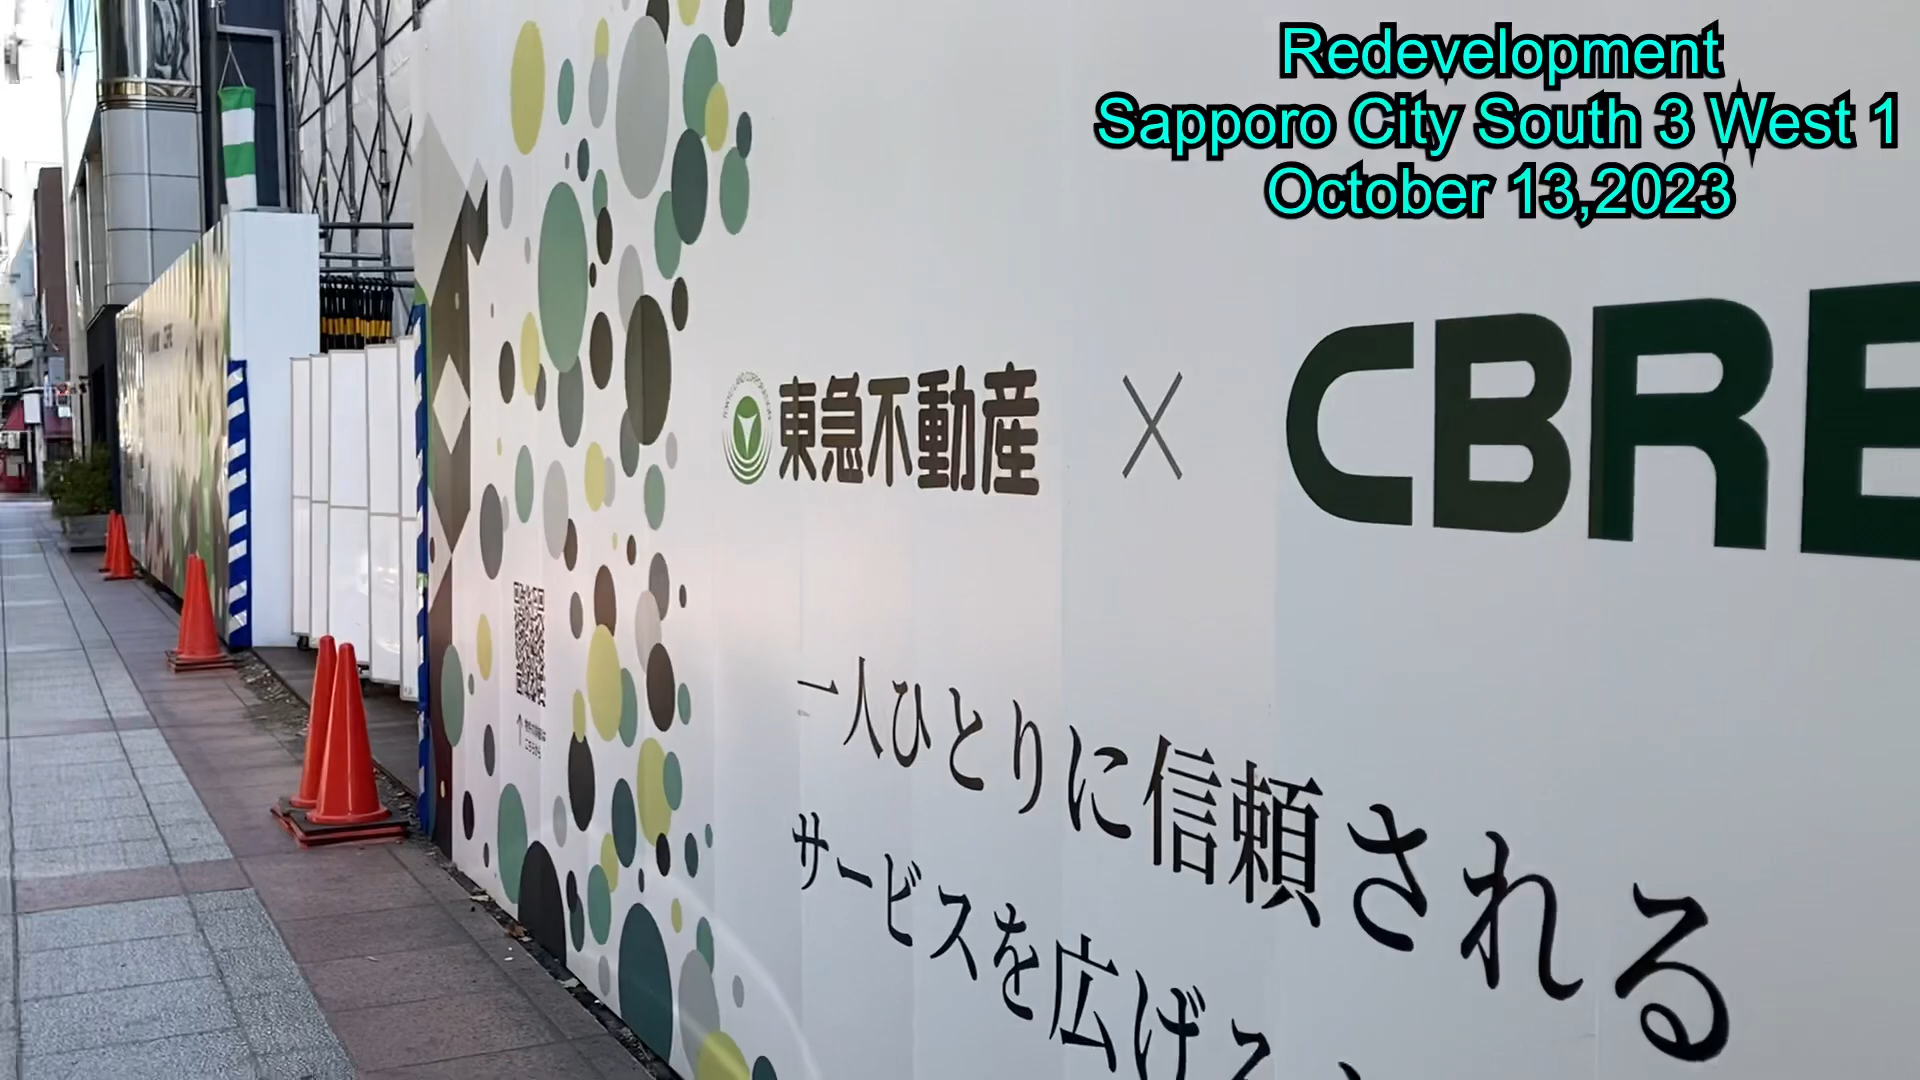 Redevelopment
Sapporo City South 3 West 1
October 13,2023
東急不動産 × CBRE
一人ひとりに信頼される
サービスを広げる